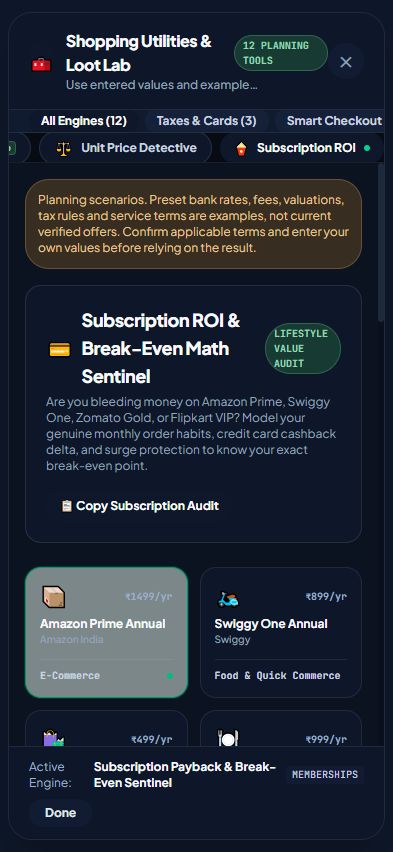 Shopping Utilities &
Loot Lab
12 PLANNING
TOOLS
Use entered values and example…
All Engines (12)
Taxes & Cards (3)
Smart Checkout
Unit Price Detective
Subscription ROI
Planning scenarios. Preset bank rates, fees, valuations,
tax rules and service terms are examples, not current
verified offers. Confirm applicable terms and enter your
own values before relying on the result.
Subscription ROI &
Break-Even Math
Sentinel
LIFESTYLE
VALUE
AUDIT
Are you bleeding money on Amazon Prime, Swiggy
One, Zomato Gold, or Flipkart VIP? Model your
genuine monthly order habits, credit card cashback
delta, and surge protection to know your exact
break-even point.
Copy Subscription Audit
₹1499/yr
Amazon Prime Annual
Amazon India
E-Commerce
₹899/yr
Swiggy One Annual
Swiggy
Food & Quick Commerce
₹499/yr
₹999/yr
Active
Engine:
Subscription Payback & Break-
Even Sentinel
MEMBERSHIPS
Done